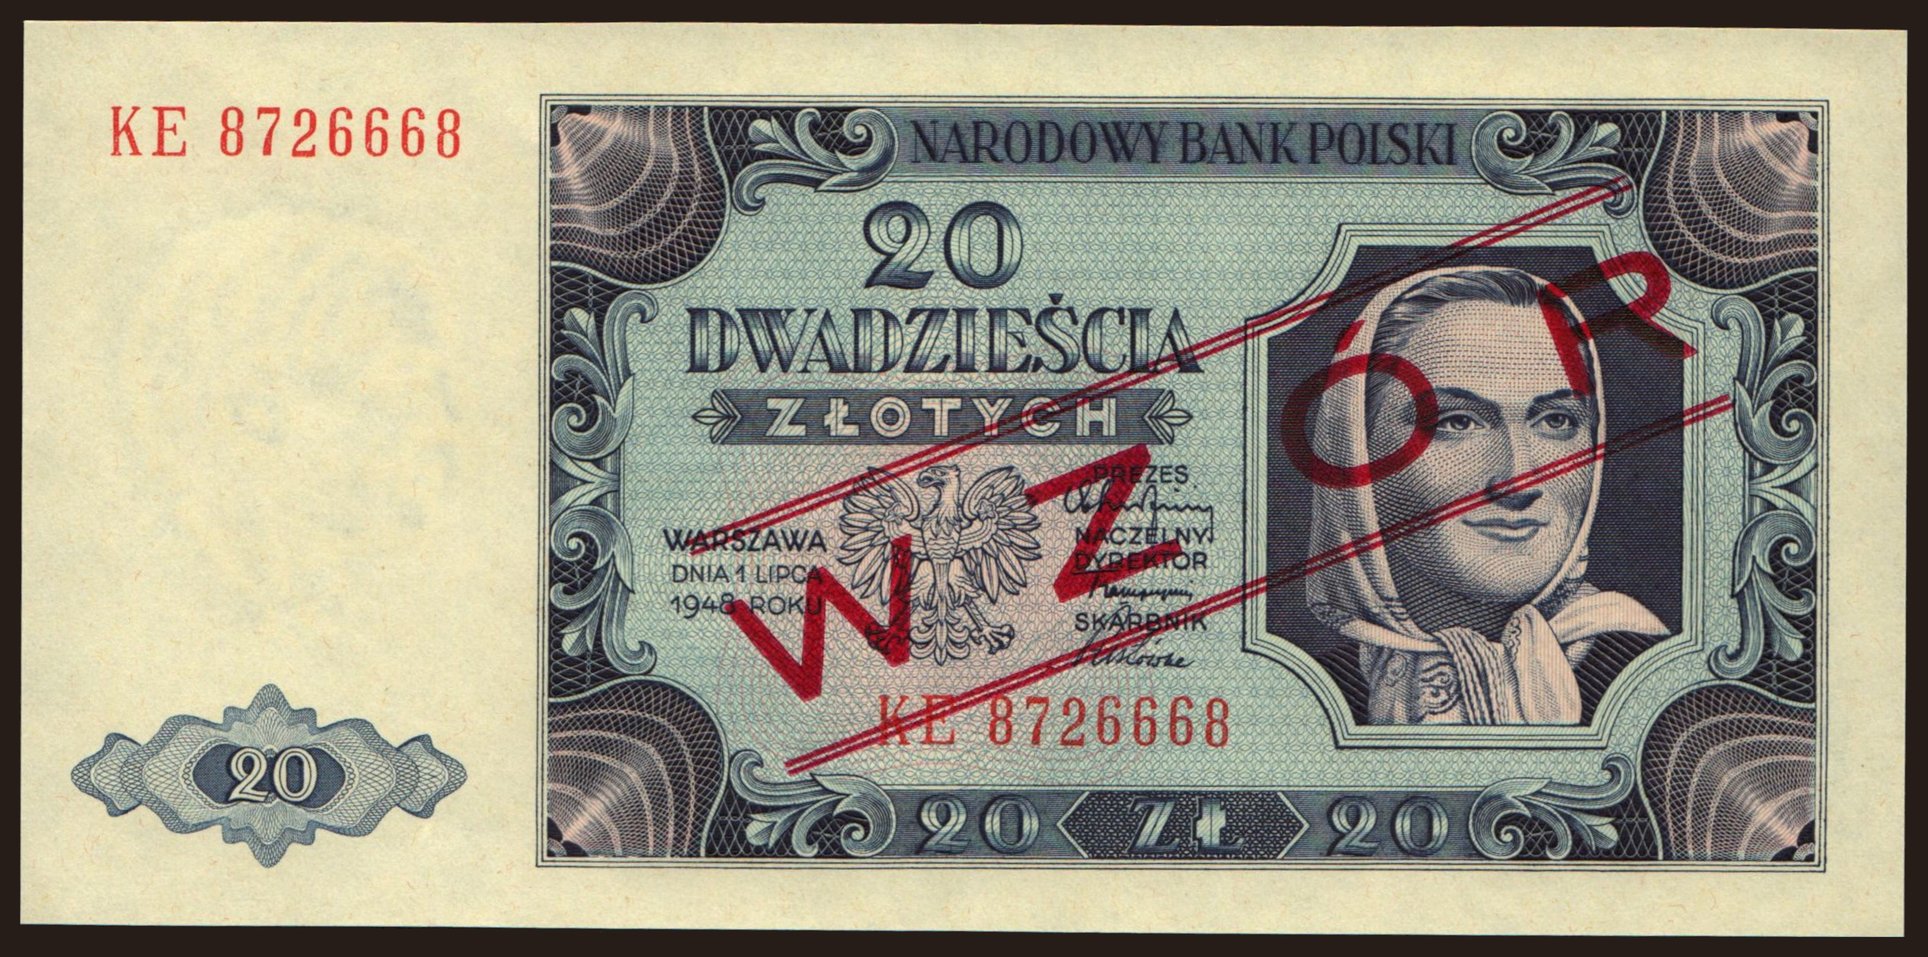 KE 8726668
NARODOWY BANK POLSKI
20
DWADZIEŚCIA
ZŁOTYCH
WZÓR
WARSZAWA
DNIA 1 LIPCA
1948 ROKU
PREZES
NACZELNY
DYREKTOR
SKARBNIK
KE 8726668
20
20 ZŁ 20